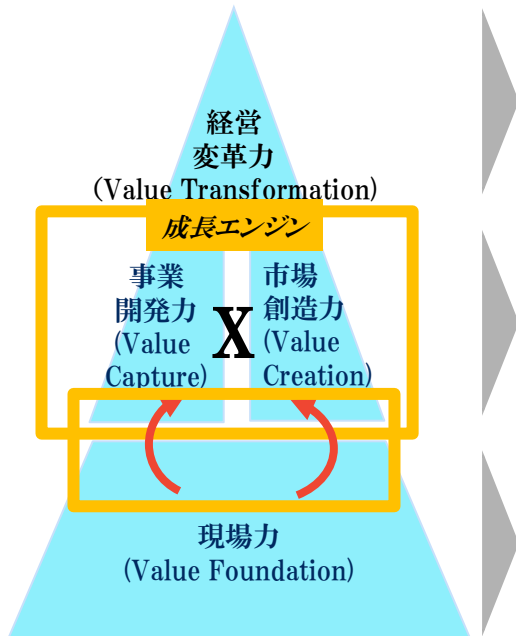 経営
変革力
(Value Transformation)
成長エンジン
事業
開発力
(Value
Capture)
X
市場
創造力
(Value
Creation)
現場力
(Value Foundation)